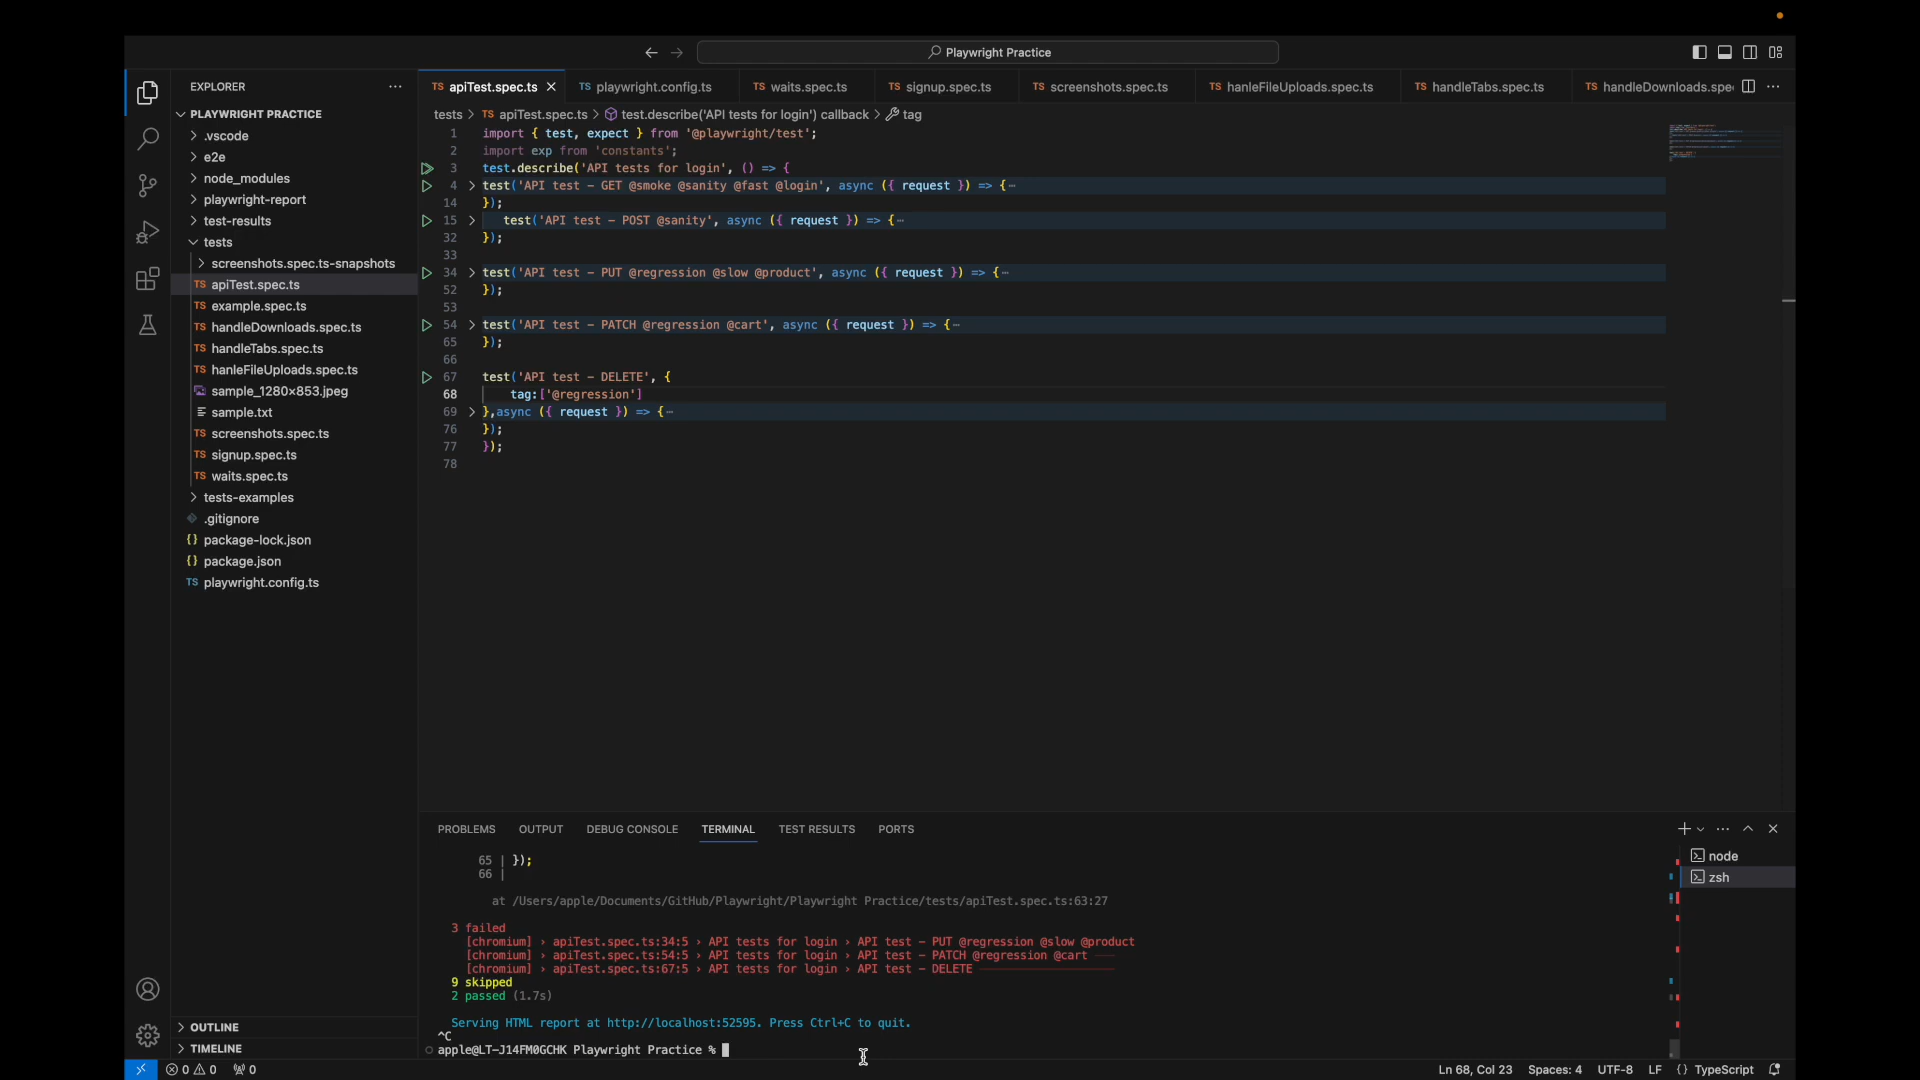 Playwright Practice
EXPLORER
PLAYWRIGHT PRACTICE
.vscode
e2e
node_modules
playwright-report
test-results
tests
screenshots.spec.ts-snapshots
TS apiTest.spec.ts
TS example.spec.ts
TS handleDownloads.spec.ts
TS handleTabs.spec.ts
TS hanleFileUploads.spec.ts
sample_1280×853.jpeg
sample.txt
TS screenshots.spec.ts
TS signup.spec.ts
TS waits.spec.ts
tests-examples
.gitignore
{} package-lock.json
{} package.json
TS playwright.config.ts
OUTLINE
TIMELINE
TS apiTest.spec.ts TS playwright.config.ts TS waits.spec.ts TS signup.spec.ts TS screenshots.spec.ts TS hanleFileUploads.spec.ts TS handleTabs.spec.ts TS handleDownloads.spe
tests > TS apiTest.spec.ts > test.describe('API tests for login') callback > tag
1 import { test, expect } from '@playwright/test';
2 import exp from 'constants';
3 test.describe('API tests for login', () => {
4 test('API test - GET @smoke @sanity @fast @login', async ({ request }) => {⋯
14 });
15 test('API test - POST @sanity', async ({ request }) => {⋯
32 });
33
34 test('API test - PUT @regression @slow @product', async ({ request }) => {⋯
52 });
53
54 test('API test - PATCH @regression @cart', async ({ request }) => {⋯
65 });
66
67 test('API test - DELETE', {
68 tag:['@regression']
69 },async ({ request }) => {⋯
76 });
77 });
78
PROBLEMS OUTPUT DEBUG CONSOLE TERMINAL TEST RESULTS PORTS
node
zsh
65 | });
66 |
at /Users/apple/Documents/GitHub/Playwright/Playwright Practice/tests/apiTest.spec.ts:63:27
3 failed
[chromium] › apiTest.spec.ts:34:5 › API tests for login › API test - PUT @regression @slow @product
[chromium] › apiTest.spec.ts:54:5 › API tests for login › API test - PATCH @regression @cart
[chromium] › apiTest.spec.ts:67:5 › API tests for login › API test - DELETE
9 skipped
2 passed (1.7s)
Serving HTML report at http://localhost:52595. Press Ctrl+C to quit.
^C
apple@LT-J14FM0GCHK Playwright Practice %
0 0 0 Ln 68, Col 23 Spaces: 4 UTF-8 LF {} TypeScript